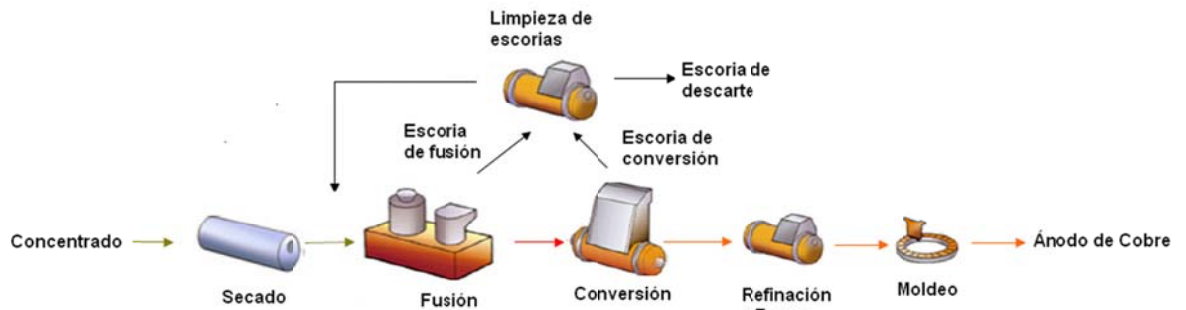 Limpieza de
escorias
Escoria de
descarte
Escoria
de fusión
Escoria de
conversión
Concentrado
Ánodo de Cobre
Secado
Fusión
Conversión
Refinación
Moldeo